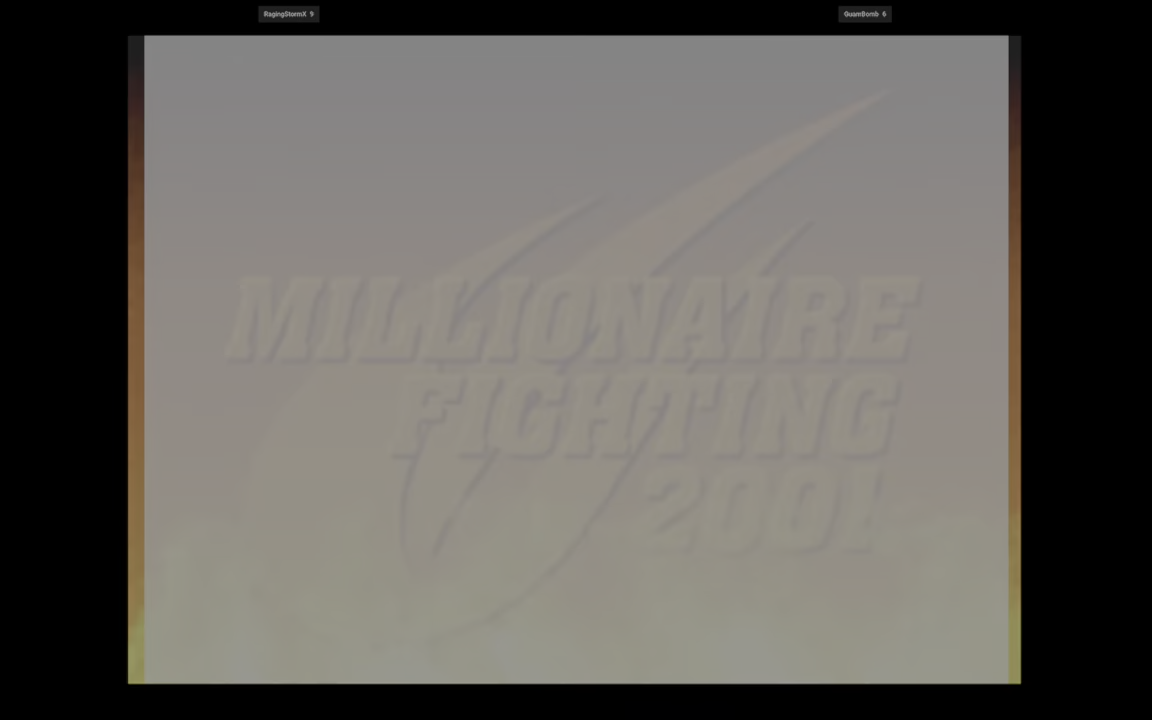 RagingStormX 9
GuamBomb 6
MILLIONAIRE
FIGHTING
2001